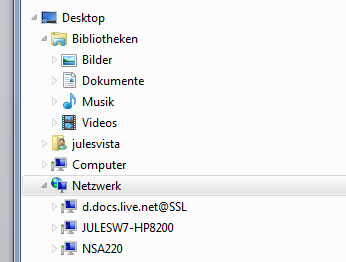 Desktop
Bibliotheken
Bilder
Dokumente
Musik
Videos
julesvista
Computer
Netzwerk
d.docs.live.net@SSL
JULESW7-HP8200
NSA220